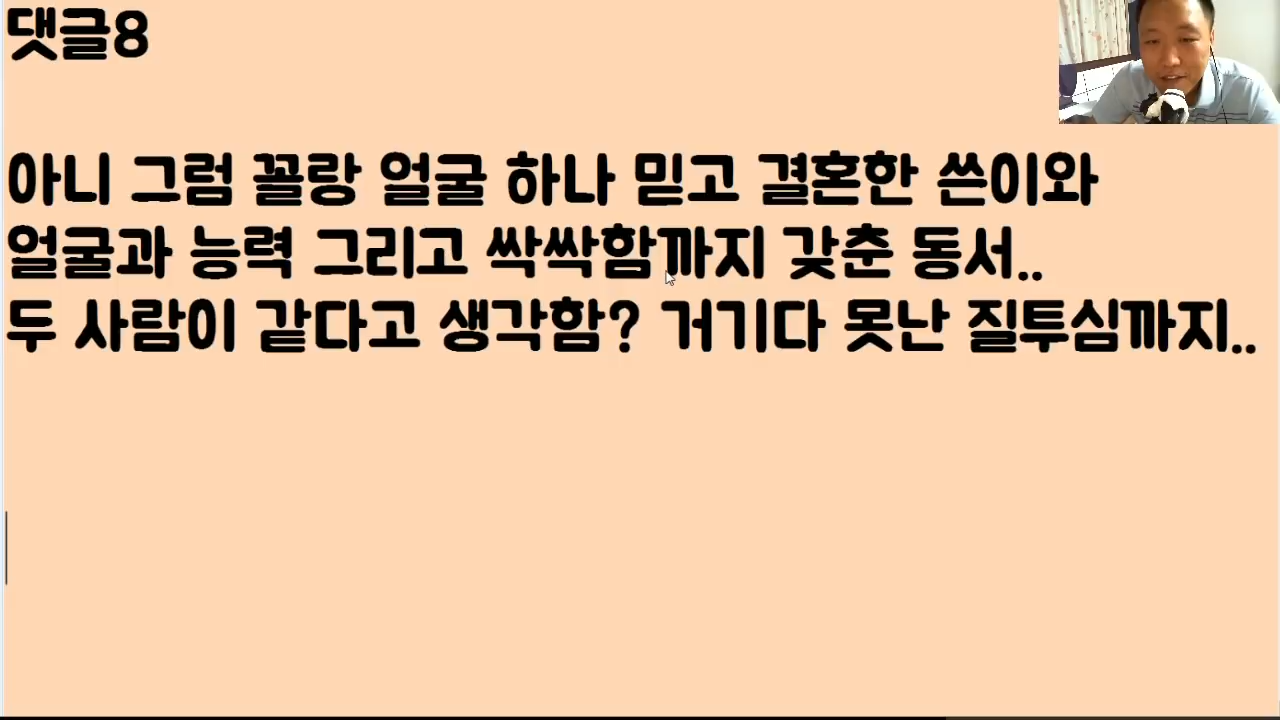 댓글8
아니 그럼 꼴랑 얼굴 하나 믿고 결혼한 쓴이와
얼굴과 능력 그리고 싹싹함까지 갖춘 동서..
두 사람이 같다고 생각함? 거기다 못난 질투심까지..